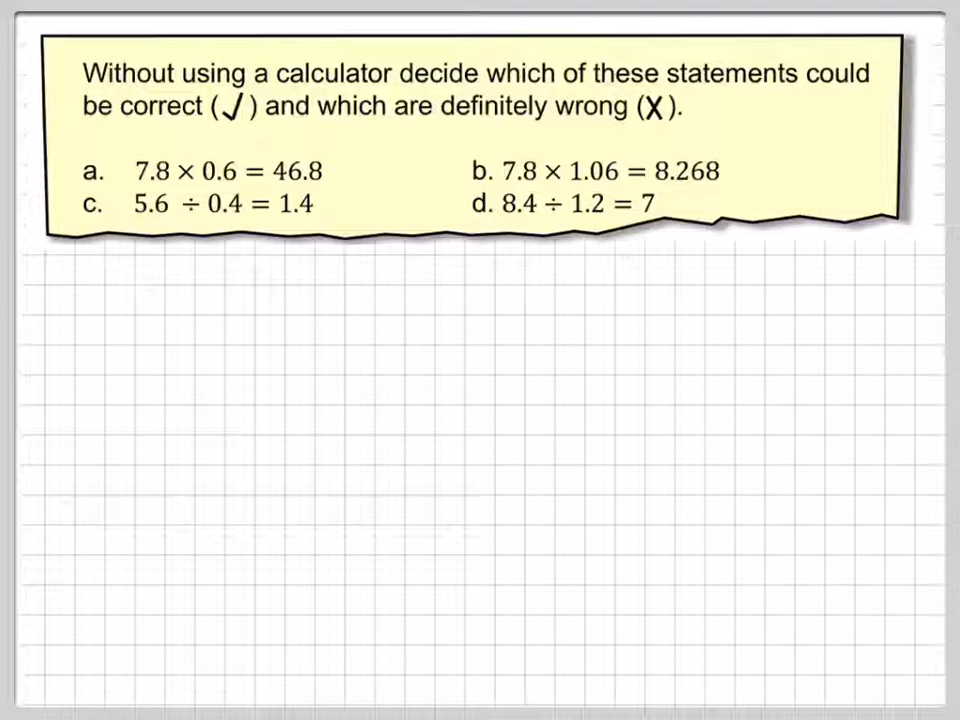 Without using a calculator decide which of these statements could
be correct (✓) and which are definitely wrong (X).
a. 7.8 × 0.6 = 46.8 b. 7.8 × 1.06 = 8.268
c. 5.6 ÷ 0.4 = 1.4 d. 8.4 ÷ 1.2 = 7